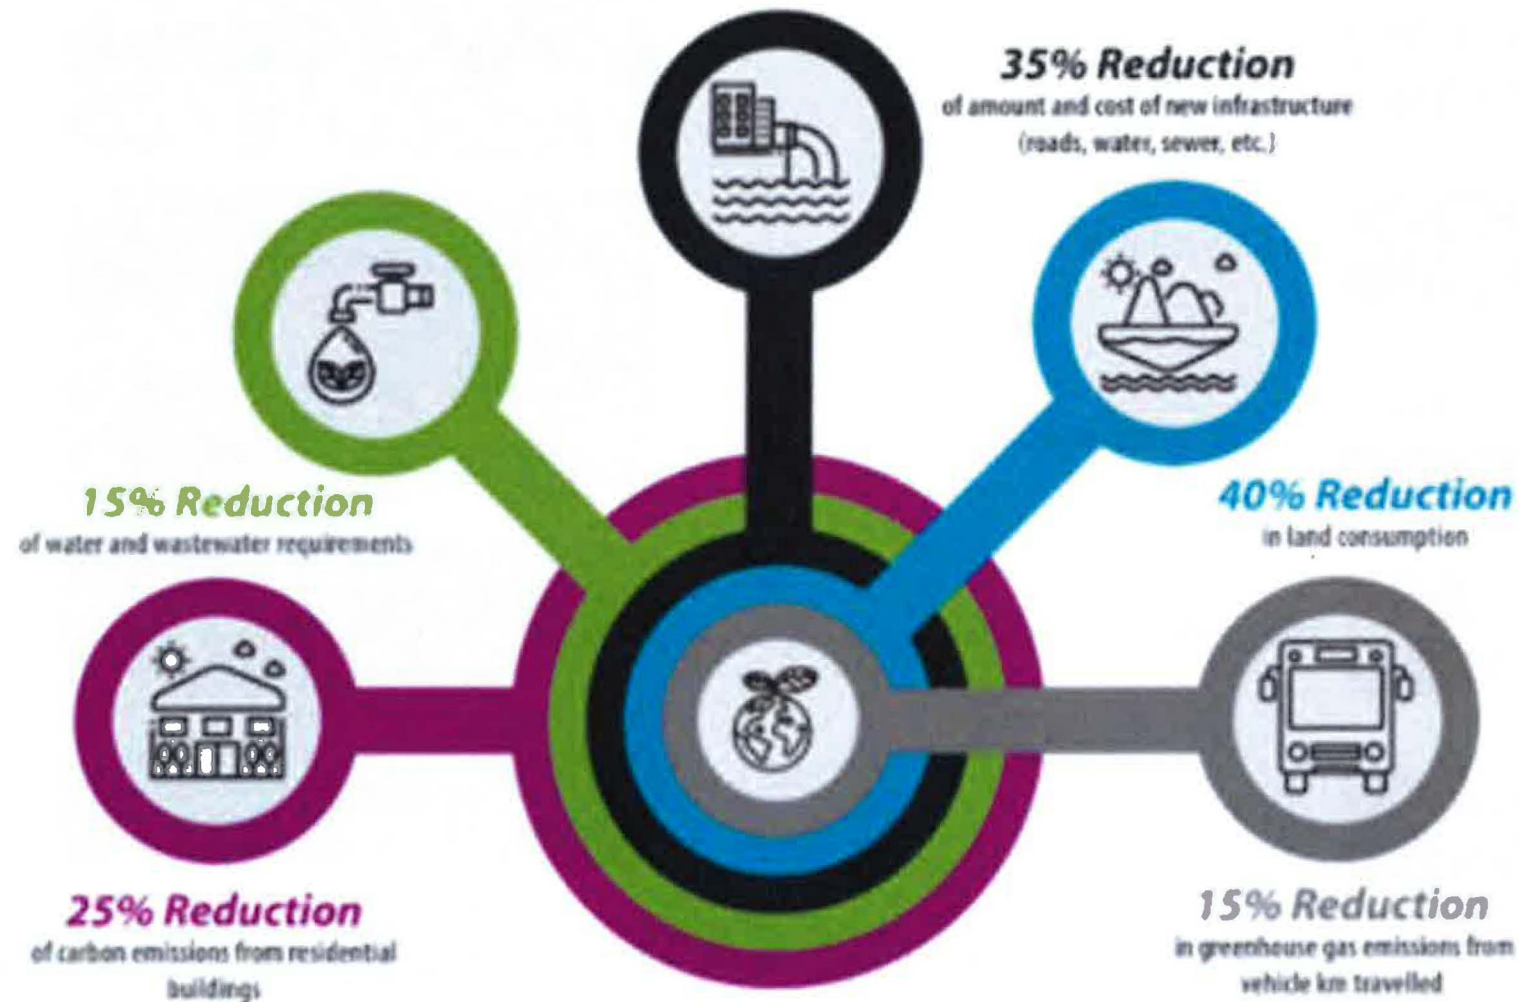 35% Reduction
of amount and cost of new infrastructure
(roads, water, sewer, etc.)
15% Reduction
of water and wastewater requirements
40% Reduction
in land consumption
25% Reduction
of carbon emissions from residential
buildings
15% Reduction
in greenhouse gas emissions from
vehicle km travelled